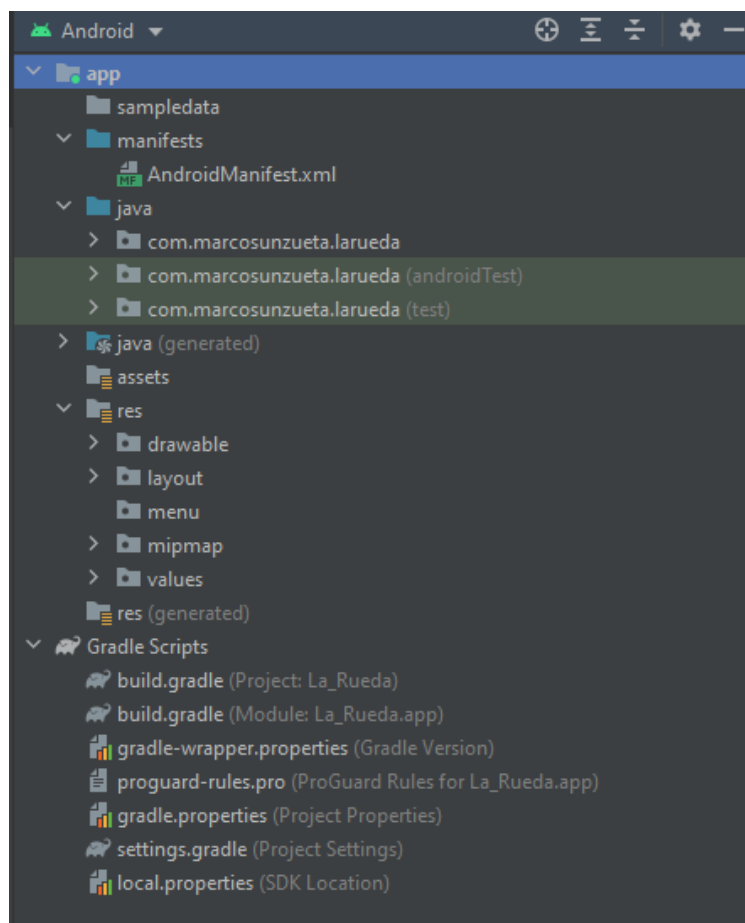 Android
app
sampledata
manifests
MF AndroidManifest.xml
java
com.marcosunzueta.larueda
com.marcosunzueta.larueda (androidTest)
com.marcosunzueta.larueda (test)
java (generated)
assets
res
drawable
layout
menu
mipmap
values
res (generated)
Gradle Scripts
build.gradle (Project: La_Rueda)
build.gradle (Module: La_Rueda.app)
gradle-wrapper.properties (Gradle Version)
proguard-rules.pro (ProGuard Rules for La_Rueda.app)
gradle.properties (Project Properties)
settings.gradle (Project Settings)
local.properties (SDK Location)